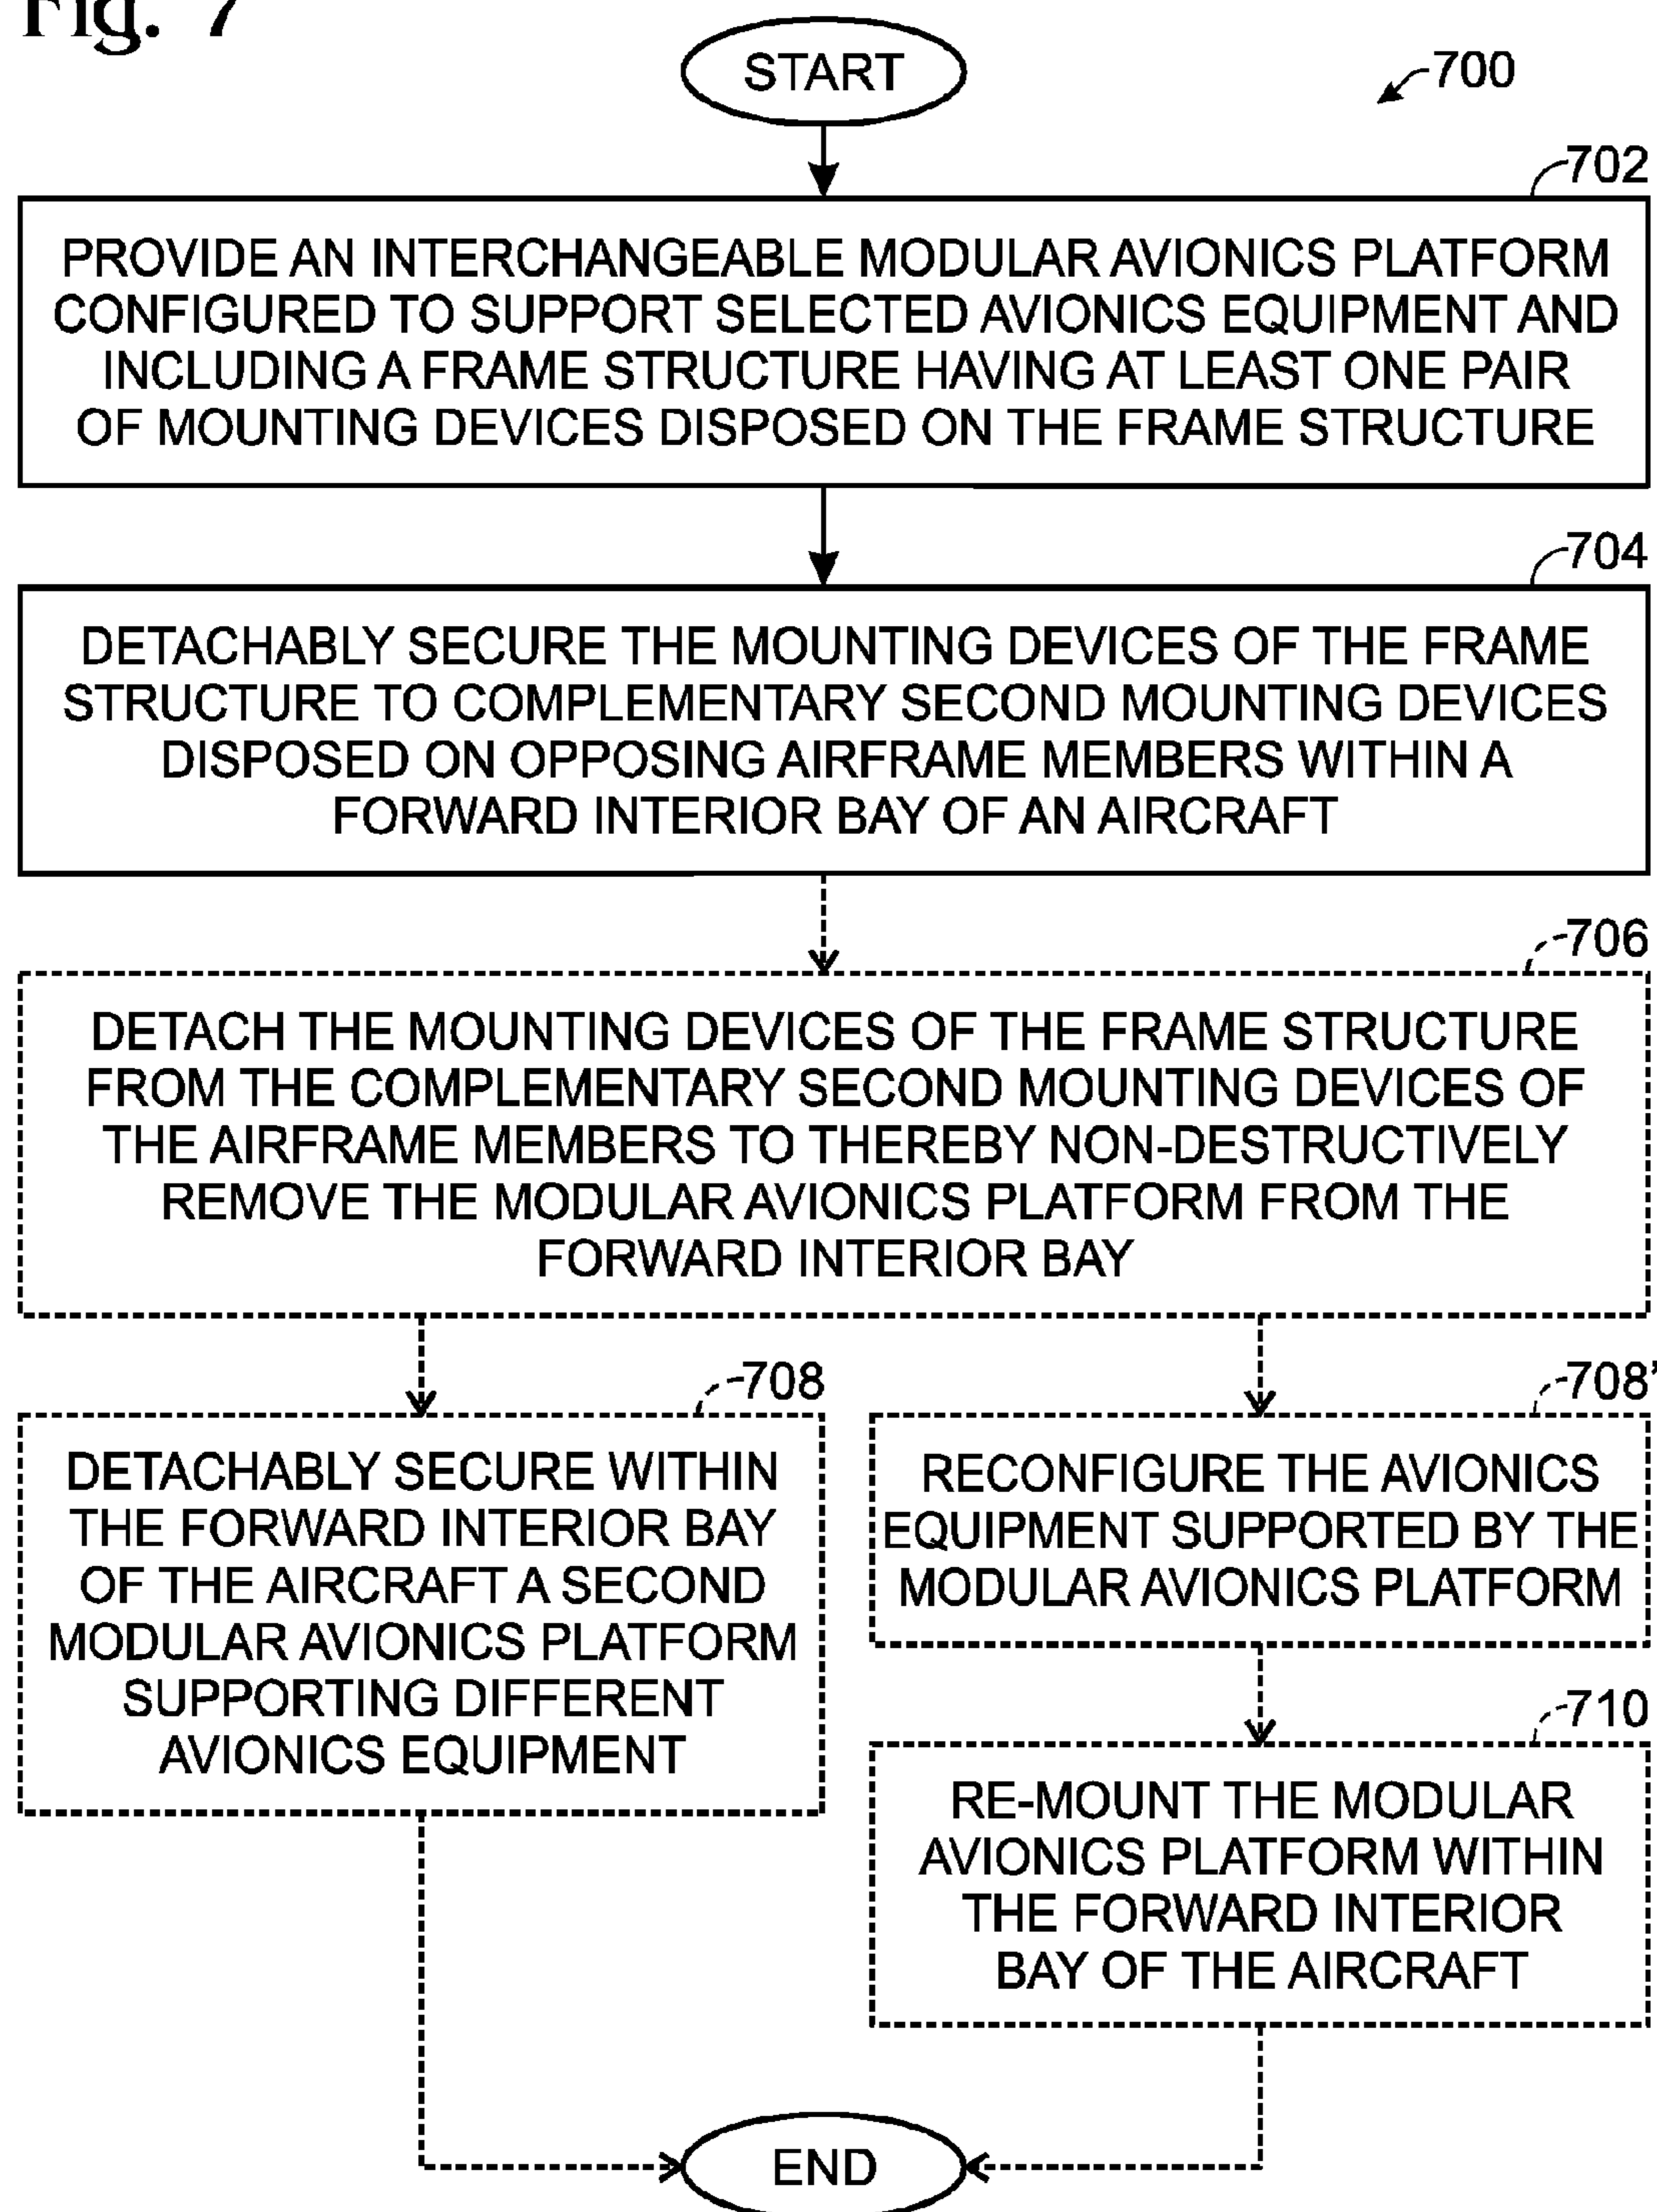 Fig. 7
START
700
702
PROVIDE AN INTERCHANGEABLE MODULAR AVIONICS PLATFORM
CONFIGURED TO SUPPORT SELECTED AVIONICS EQUIPMENT AND
INCLUDING A FRAME STRUCTURE HAVING AT LEAST ONE PAIR
OF MOUNTING DEVICES DISPOSED ON THE FRAME STRUCTURE
704
DETACHABLY SECURE THE MOUNTING DEVICES OF THE FRAME
STRUCTURE TO COMPLEMENTARY SECOND MOUNTING DEVICES
DISPOSED ON OPPOSING AIRFRAME MEMBERS WITHIN A
FORWARD INTERIOR BAY OF AN AIRCRAFT
706
DETACH THE MOUNTING DEVICES OF THE FRAME STRUCTURE
FROM THE COMPLEMENTARY SECOND MOUNTING DEVICES OF
THE AIRFRAME MEMBERS TO THEREBY NON-DESTRUCTIVELY
REMOVE THE MODULAR AVIONICS PLATFORM FROM THE
FORWARD INTERIOR BAY
708
DETACHABLY SECURE WITHIN
THE FORWARD INTERIOR BAY
OF THE AIRCRAFT A SECOND
MODULAR AVIONICS PLATFORM
SUPPORTING DIFFERENT
AVIONICS EQUIPMENT
708'
RECONFIGURE THE AVIONICS
EQUIPMENT SUPPORTED BY THE
MODULAR AVIONICS PLATFORM
710
RE-MOUNT THE MODULAR
AVIONICS PLATFORM WITHIN
THE FORWARD INTERIOR
BAY OF THE AIRCRAFT
END